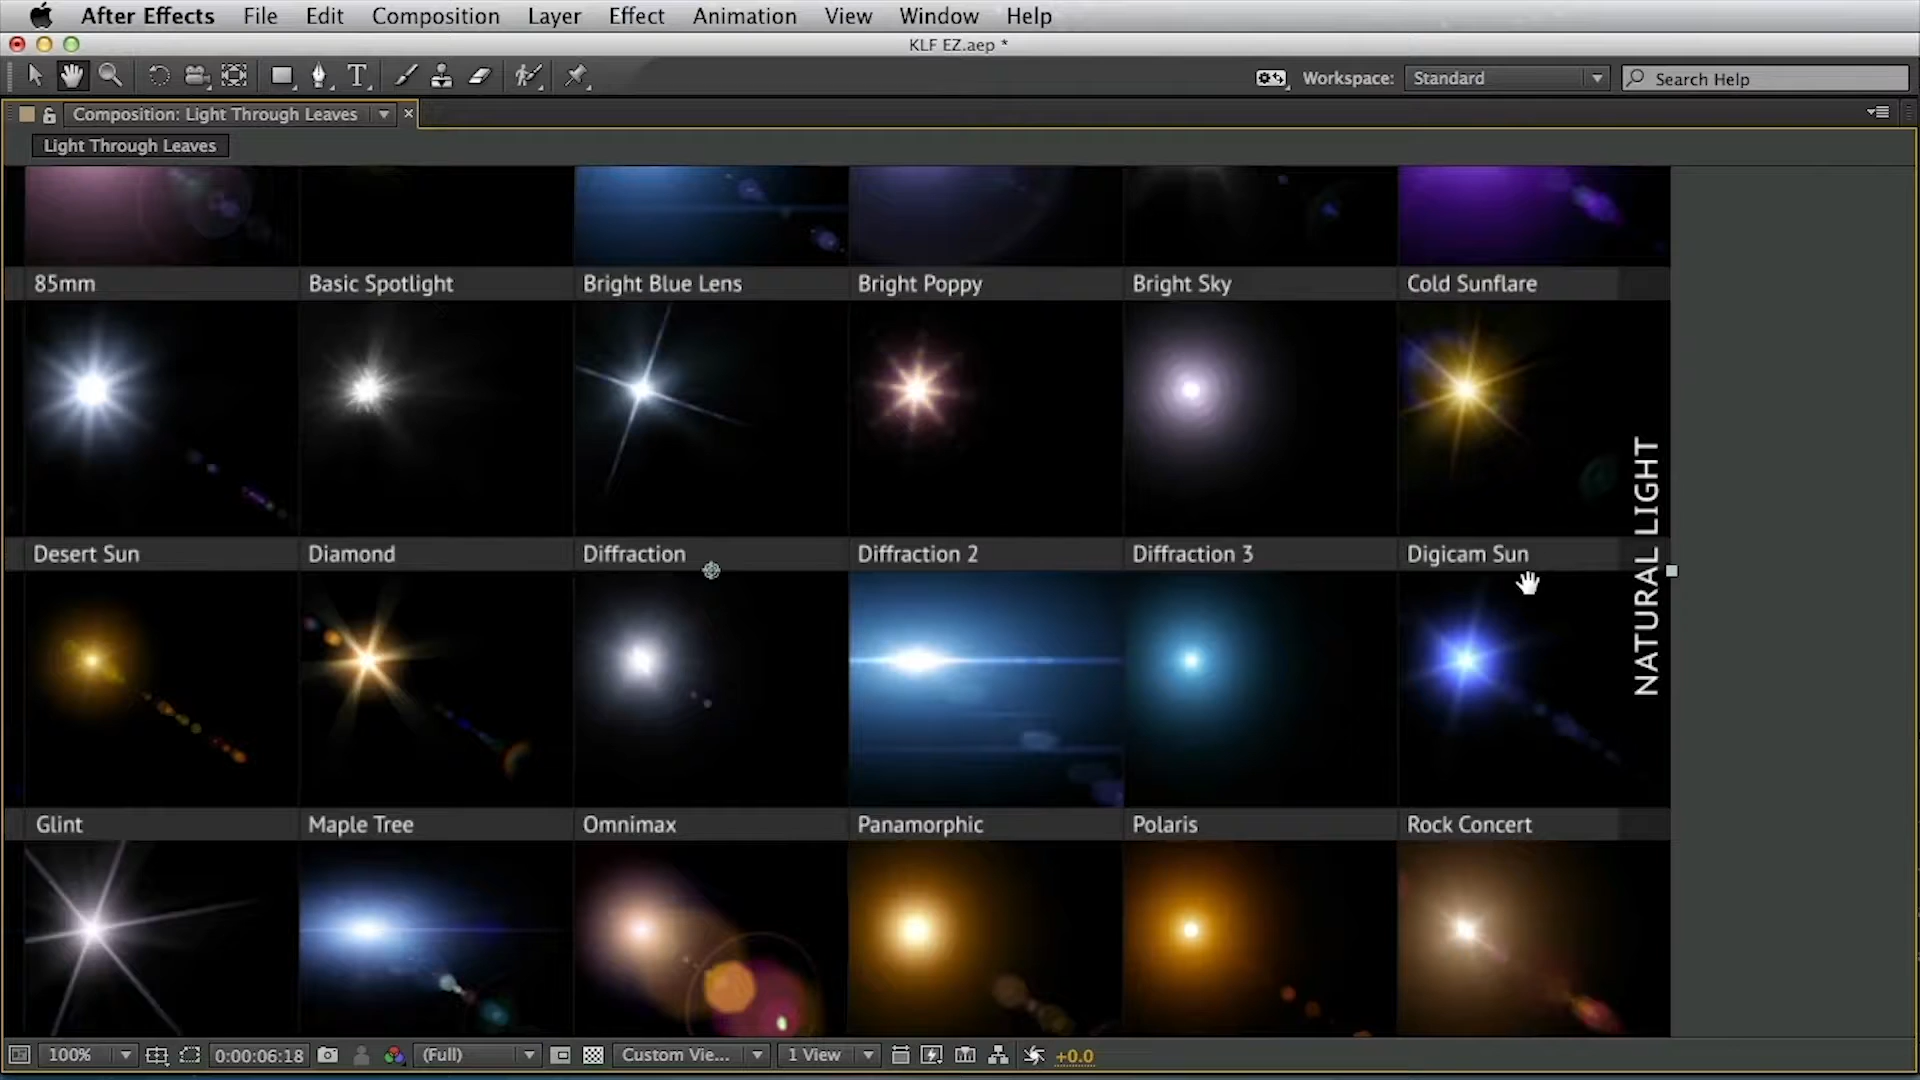 After Effects File Edit Composition Layer Effect Animation View Window Help
KLF EZ.aep *
Workspace: Standard Search Help
Composition: Light Through Leaves
Light Through Leaves
85mm Basic Spotlight Bright Blue Lens Bright Poppy Bright Sky Cold Sunflare
Desert Sun Diamond Diffraction Diffraction 2 Diffraction 3 Digicam Sun
NATURAL LIGHT
Glint Maple Tree Omnimax Panamorphic Polaris Rock Concert
100% 0:00:06:18 (Full) Custom Vie... 1 View +0.0